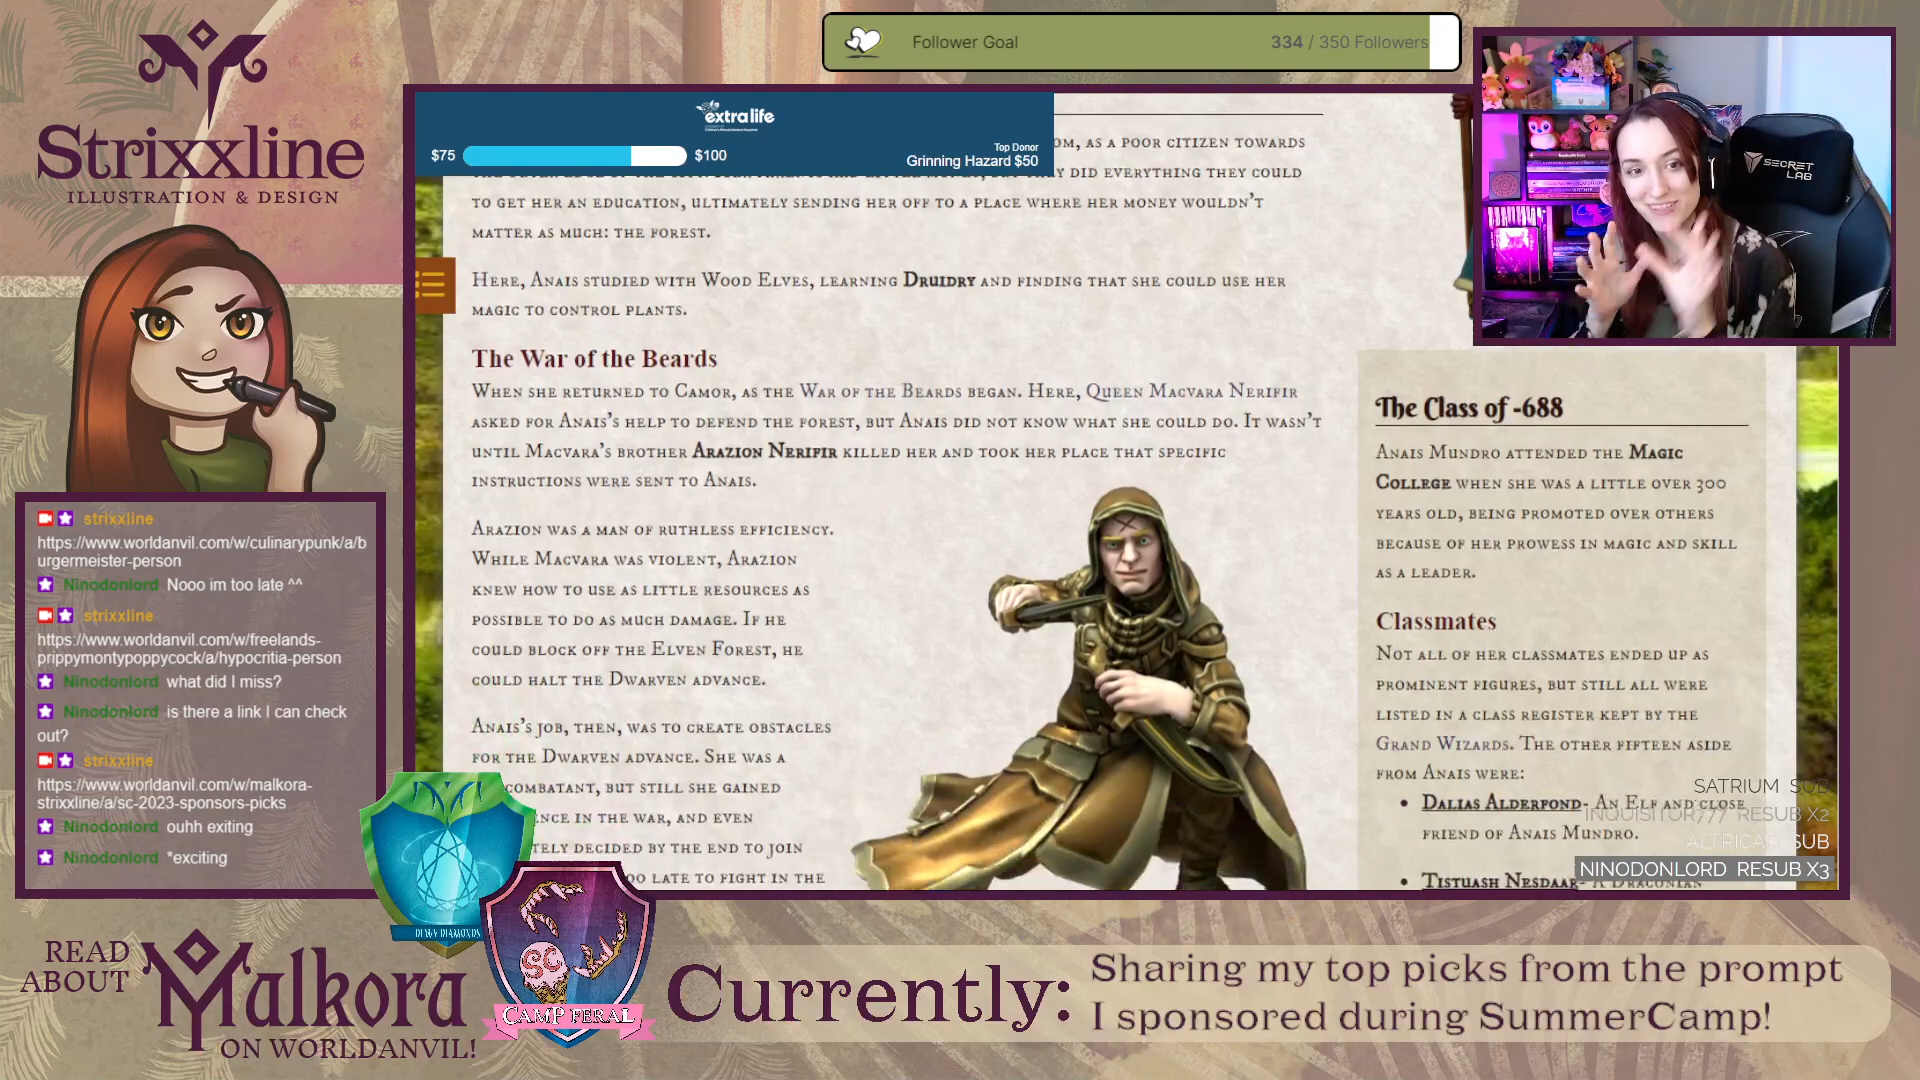 Strixxline
ILLUSTRATION & DESIGN
Follower Goal
334 / 350 Followers
extra life
$75
$100
Top Donor
Grinning Hazard $50
SECRET
LAB
OM, AS A POOR CITIZEN TOWARDS
Y DID EVERYTHING THEY COULD
TO GET HER AN EDUCATION, ULTIMATELY SENDING HER OFF TO A PLACE WHERE HER MONEY WOULDN'T
MATTER AS MUCH: THE FOREST.
HERE, ANAIS STUDIED WITH WOOD ELVES, LEARNING DRUIDRY AND FINDING THAT SHE COULD USE HER
MAGIC TO CONTROL PLANTS.
The War of the Beards
WHEN SHE RETURNED TO CAMOR, AS THE WAR OF THE BEARDS BEGAN. HERE, QUEEN MACVARA NERIFIR
ASKED FOR ANAIS'S HELP TO DEFEND THE FOREST, BUT ANAIS DID NOT KNOW WHAT SHE COULD DO. IT WASN'T
UNTIL MACVARA'S BROTHER ARAZION NERIFIR KILLED HER AND TOOK HER PLACE THAT SPECIFIC
INSTRUCTIONS WERE SENT TO ANAIS.
ARAZION WAS A MAN OF RUTHLESS EFFICIENCY.
WHILE MACVARA WAS VIOLENT, ARAZION
KNEW HOW TO USE AS LITTLE RESOURCES AS
POSSIBLE TO DO AS MUCH DAMAGE. IF HE
COULD BLOCK OFF THE ELVEN FOREST, HE
COULD HALT THE DWARVEN ADVANCE.
ANAIS'S JOB, THEN, WAS TO CREATE OBSTACLES
FOR THE DWARVEN ADVANCE. SHE WAS A
COMBATANT, BUT STILL SHE GAINED
NCE IN THE WAR, AND EVEN
TELY DECIDED BY THE END TO JOIN
OO LATE TO FIGHT IN THE
The Class of -688
ANAIS MUNDRO ATTENDED THE MAGIC
COLLEGE WHEN SHE WAS A LITTLE OVER 300
YEARS OLD, BEING PROMOTED OVER OTHERS
BECAUSE OF HER PROWESS IN MAGIC AND SKILL
AS A LEADER.
Classmates
NOT ALL OF HER CLASSMATES ENDED UP AS
PROMINENT FIGURES, BUT STILL ALL WERE
LISTED IN A CLASS REGISTER KEPT BY THE
GRAND WIZARDS. THE OTHER FIFTEEN ASIDE
FROM ANAIS WERE:
• DALIAS ALDERFOND- AN ELF AND CLOSE
FRIEND OF ANAIS MUNDRO.
• TISTUASH NESDAAR- A DRACONIAN
SATRIUM SUB
INQUISITOR777 RESUB X2
ALTRICAR SUB
NINODONLORD RESUB X3
strixxline
https://www.worldanvil.com/w/culinarypunk/a/b
urgermeister-person
Ninodonlord Nooo im too late ^^
strixxline
https://www.worldanvil.com/w/freelands-
prippymontypoppycock/a/hypocritia-person
Ninodonlord what did I miss?
Ninodonlord is there a link I can check
out?
strixxline
https://www.worldanvil.com/w/malkora-
strixxline/a/sc-2023-sponsors-picks
Ninodonlord ouhh exiting
Ninodonlord *exciting
DIAMONDS
SC
CAMP FERAL
READ
ABOUT
Malkora
ON WORLDANVIL!
Currently:
Sharing my top picks from the prompt
I sponsored during SummerCamp!